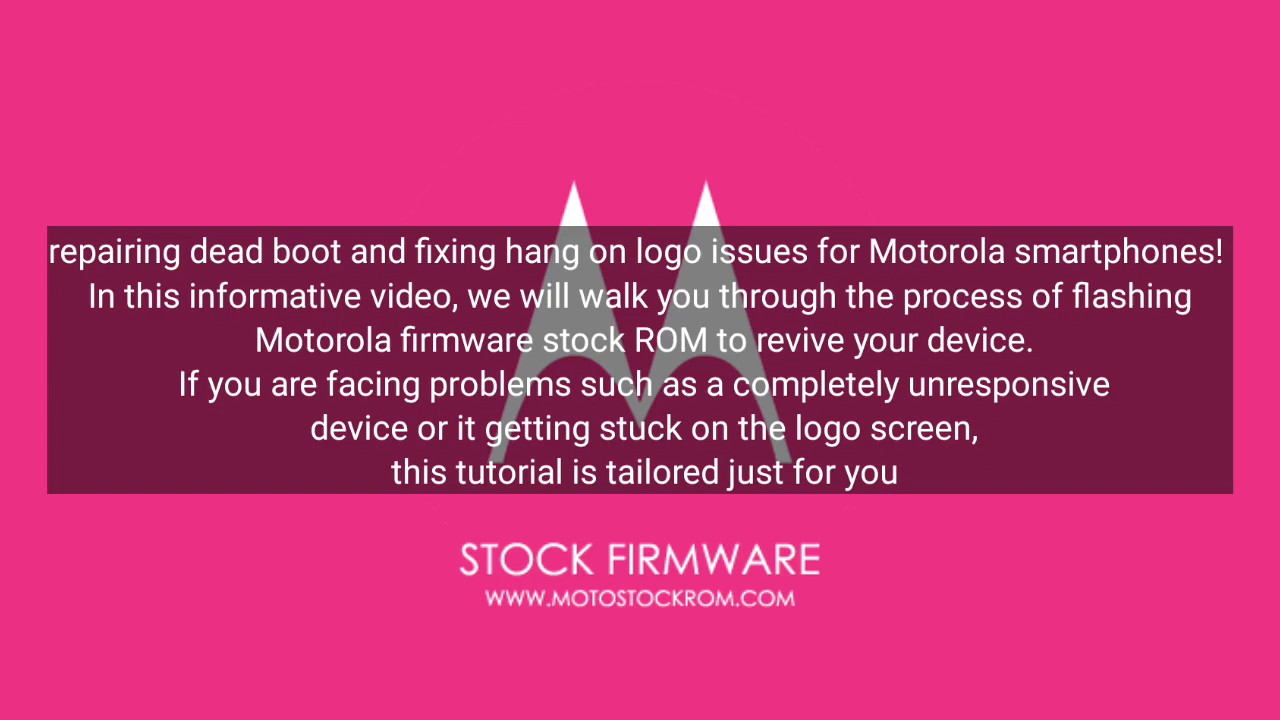 repairing dead boot and fixing hang on logo issues for Motorola smartphones!
In this informative video, we will walk you through the process of flashing
Motorola firmware stock ROM to revive your device.
If you are facing problems such as a completely unresponsive
device or it getting stuck on the logo screen,
this tutorial is tailored just for you
STOCK FIRMWARE
WWW.MOTOSTOCKROM.COM